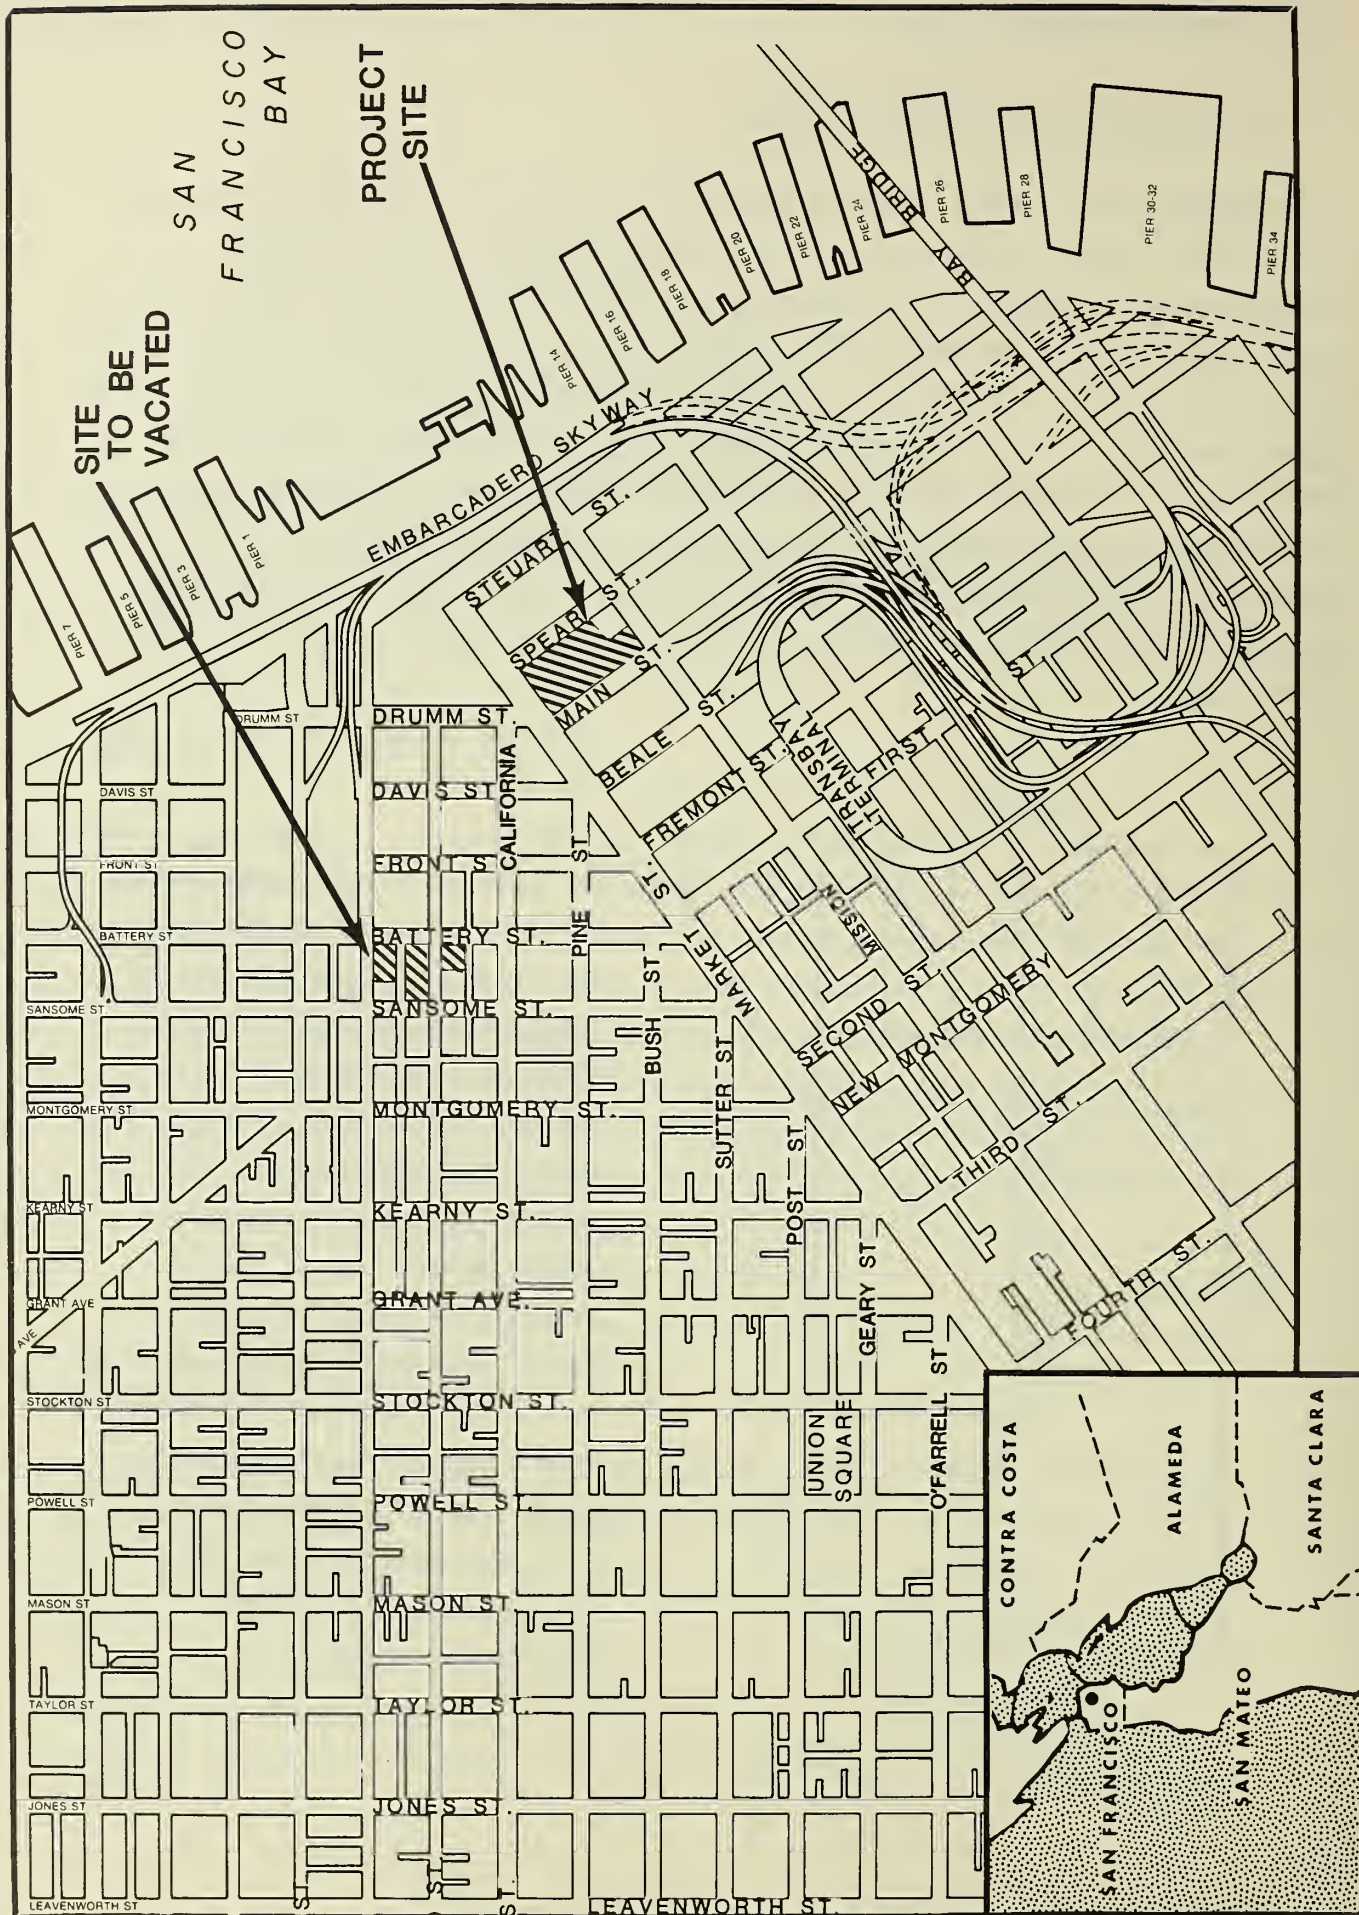 SAN
FRANCISCO
BAY
PROJECT
SITE
SITE
TO BE
VACATED
PIER 7
PIER 5
PIER 3
PIER 1
PIER 14
PIER 16
PIER 18
PIER 20
PIER 22
PIER 24
PIER 26
PIER 28
PIER 30-32
PIER 34
BAY BRIDGE
EMBARCADERO SKYWAY
STEUART ST.
SPEAR ST.
MAIN ST.
BEALE ST.
FREMONT ST.
TRANSBAY
TERMINAL
FIRST ST.
MISSION
SECOND ST.
NEW MONTGOMERY
THIRD ST.
FOURTH ST.
MARKET ST.
DRUMM ST
DRUMM ST.
DAVIS ST
DAVIS ST
FRONT ST
FRONT S
BATTERY ST
BATTERY ST.
SANSOME ST.
SANSOME ST.
MONTGOMERY ST.
MONTGOMERY ST.
KEARNY ST
KEARNY ST.
GRANT AVE
GRANT AVE.
AVE
STOCKTON ST
STOCKTON ST.
POWELL ST
POWELL ST.
MASON ST
MASON ST
TAYLOR ST
TAYLOR ST.
JONES ST
JONES ST.
LEAVENWORTH ST
LEAVENWORTH ST.
CALIFORNIA
ST.
PINE ST
BUSH ST
SUTTER ST
POST ST
GEARY ST
O'FARRELL ST
UNION
SQUARE
ST
ST
CONTRA COSTA
ALAMEDA
SANTA CLARA
SAN FRANCISCO
SAN MATEO